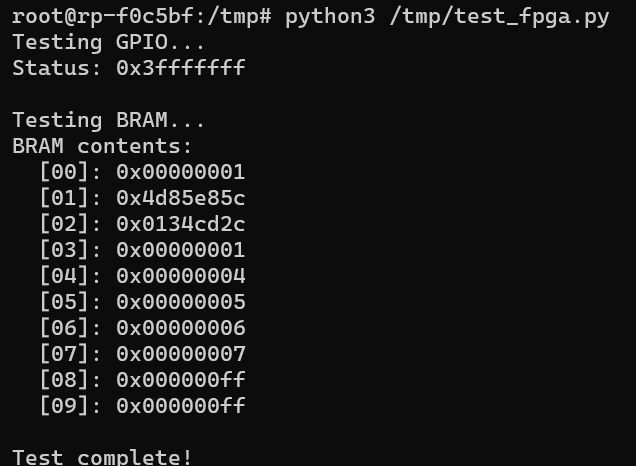 root@rp-f0c5bf:/tmp# python3 /tmp/test_fpga.py
Testing GPIO...
Status: 0x3fffffff

Testing BRAM...
BRAM contents:
  [00]: 0x00000001
  [01]: 0x4d85e85c
  [02]: 0x0134cd2c
  [03]: 0x00000001
  [04]: 0x00000004
  [05]: 0x00000005
  [06]: 0x00000006
  [07]: 0x00000007
  [08]: 0x000000ff
  [09]: 0x000000ff

Test complete!